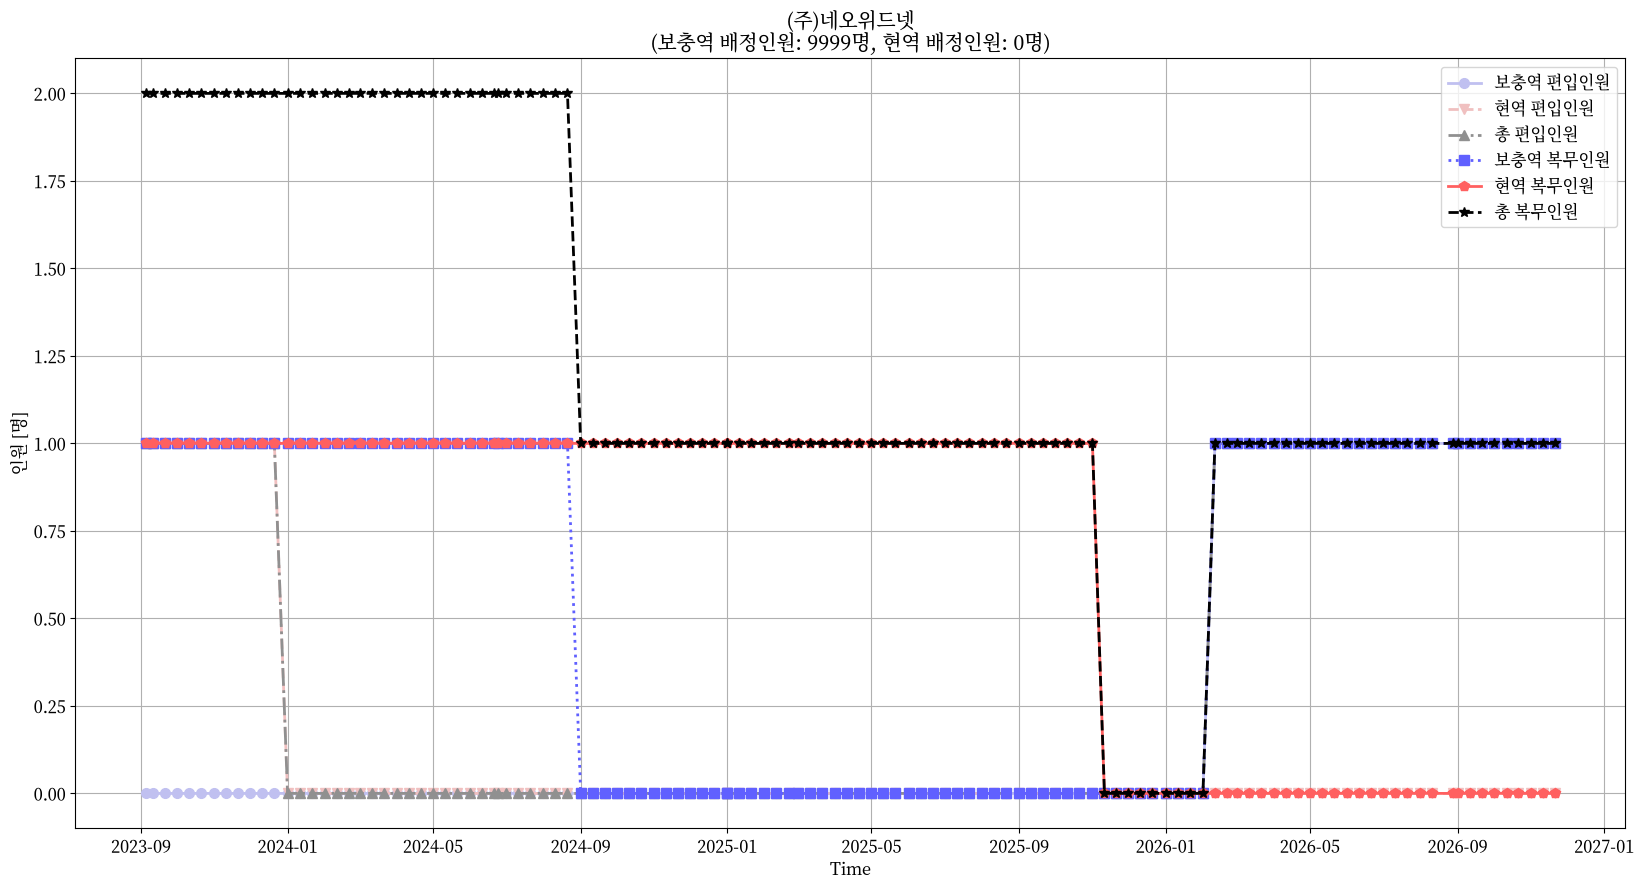 (주)네오위드넷
(보충역 배정인원: 9999명, 현역 배정인원: 0명)
보충역 편입인원
현역 편입인원
총 편입인원
보충역 복무인원
현역 복무인원
총 복무인원
인원 [명]
2.00
1.75
1.50
1.25
1.00
0.75
0.50
0.25
0.00
2023-09
2024-01
2024-05
2024-09
2025-01
2025-05
2025-09
2026-01
2026-05
2026-09
2027-01
Time